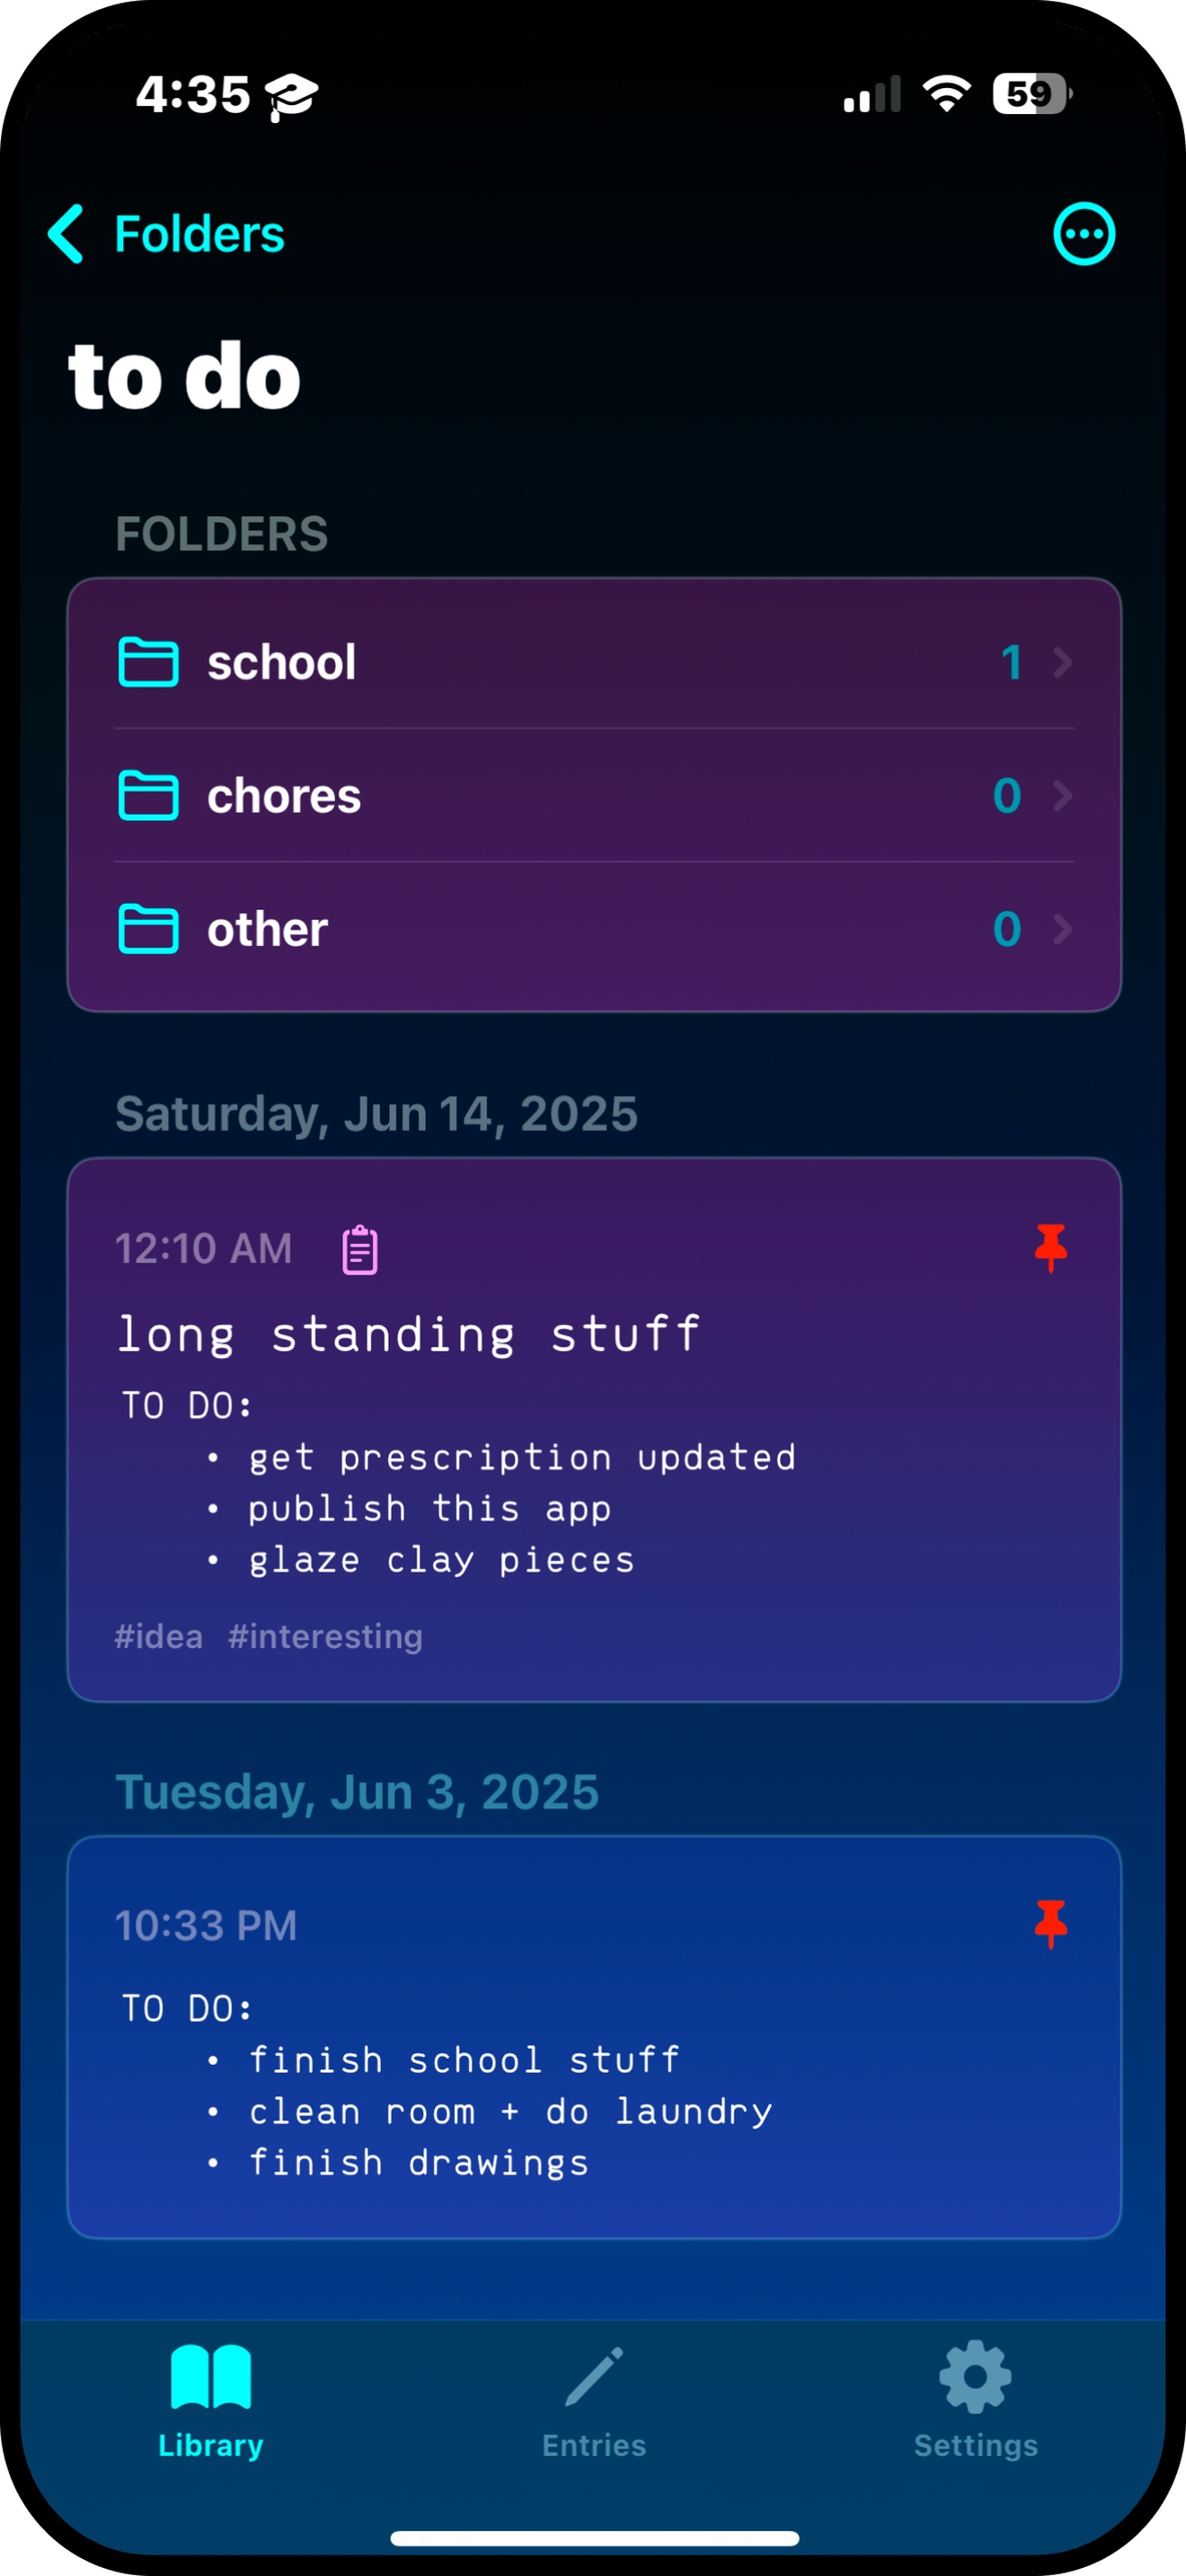 4:35
59
Folders
to do
FOLDERS
school 1
chores 0
other 0
Saturday, Jun 14, 2025
12:10 AM
long standing stuff
TO DO:
• get prescription updated
• publish this app
• glaze clay pieces
#idea #interesting
Tuesday, Jun 3, 2025
10:33 PM
TO DO:
• finish school stuff
• clean room + do laundry
• finish drawings
Library Entries Settings